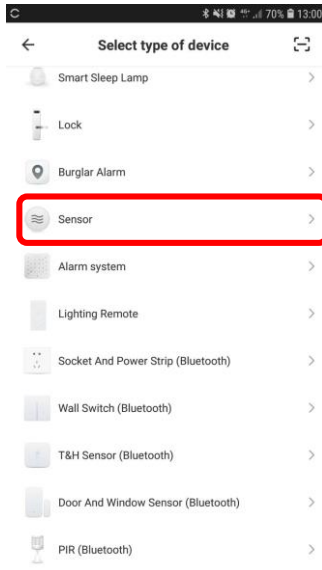 70% 13:00
Select type of device
Smart Sleep Lamp
Lock
Burglar Alarm
Sensor
Alarm system
Lighting Remote
Socket And Power Strip (Bluetooth)
Wall Switch (Bluetooth)
T&H Sensor (Bluetooth)
Door And Window Sensor (Bluetooth)
PIR (Bluetooth)